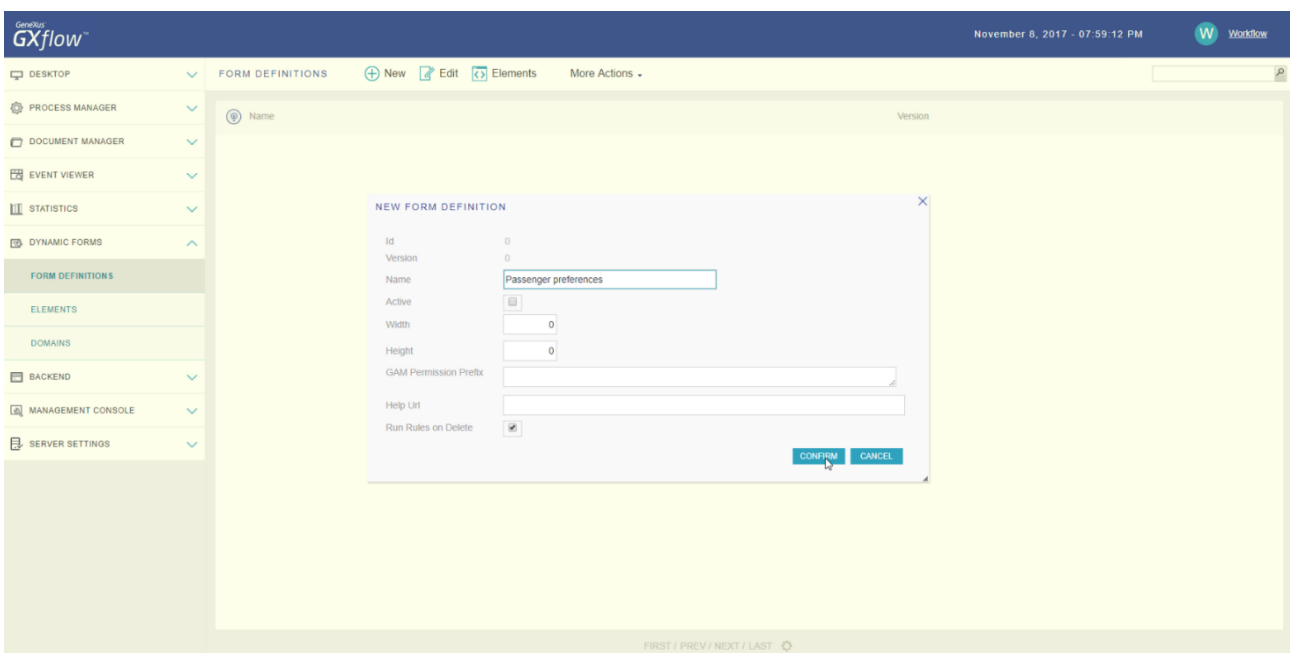 GeneXus
GXflow™
November 8, 2017 - 07:59:12 PM
W
Workflow
DESKTOP
FORM DEFINITIONS
New
Edit
Elements
More Actions
PROCESS MANAGER
DOCUMENT MANAGER
EVENT VIEWER
STATISTICS
DYNAMIC FORMS
FORM DEFINITIONS
ELEMENTS
DOMAINS
BACKEND
MANAGEMENT CONSOLE
SERVER SETTINGS
Name
Version
NEW FORM DEFINITION
Id 0
Version 0
Name Passenger preferences
Active
Width 0
Height 0
GAM Permission Prefix
Help Url
Run Rules on Delete
CONFIRM CANCEL
FIRST / PREV / NEXT / LAST